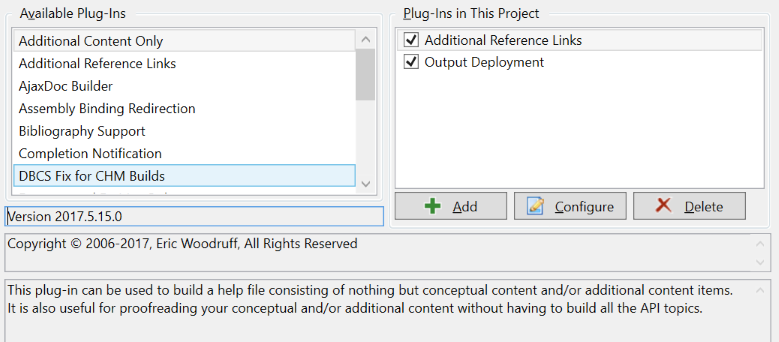 Available Plug-Ins
Additional Content Only
Additional Reference Links
AjaxDoc Builder
Assembly Binding Redirection
Bibliography Support
Completion Notification
DBCS Fix for CHM Builds
Version 2017.5.15.0
Plug-Ins in This Project
Additional Reference Links
Output Deployment
Add
Configure
Delete
Copyright © 2006-2017, Eric Woodruff, All Rights Reserved
This plug-in can be used to build a help file consisting of nothing but conceptual content and/or additional content items.
It is also useful for proofreading your conceptual and/or additional content without having to build all the API topics.